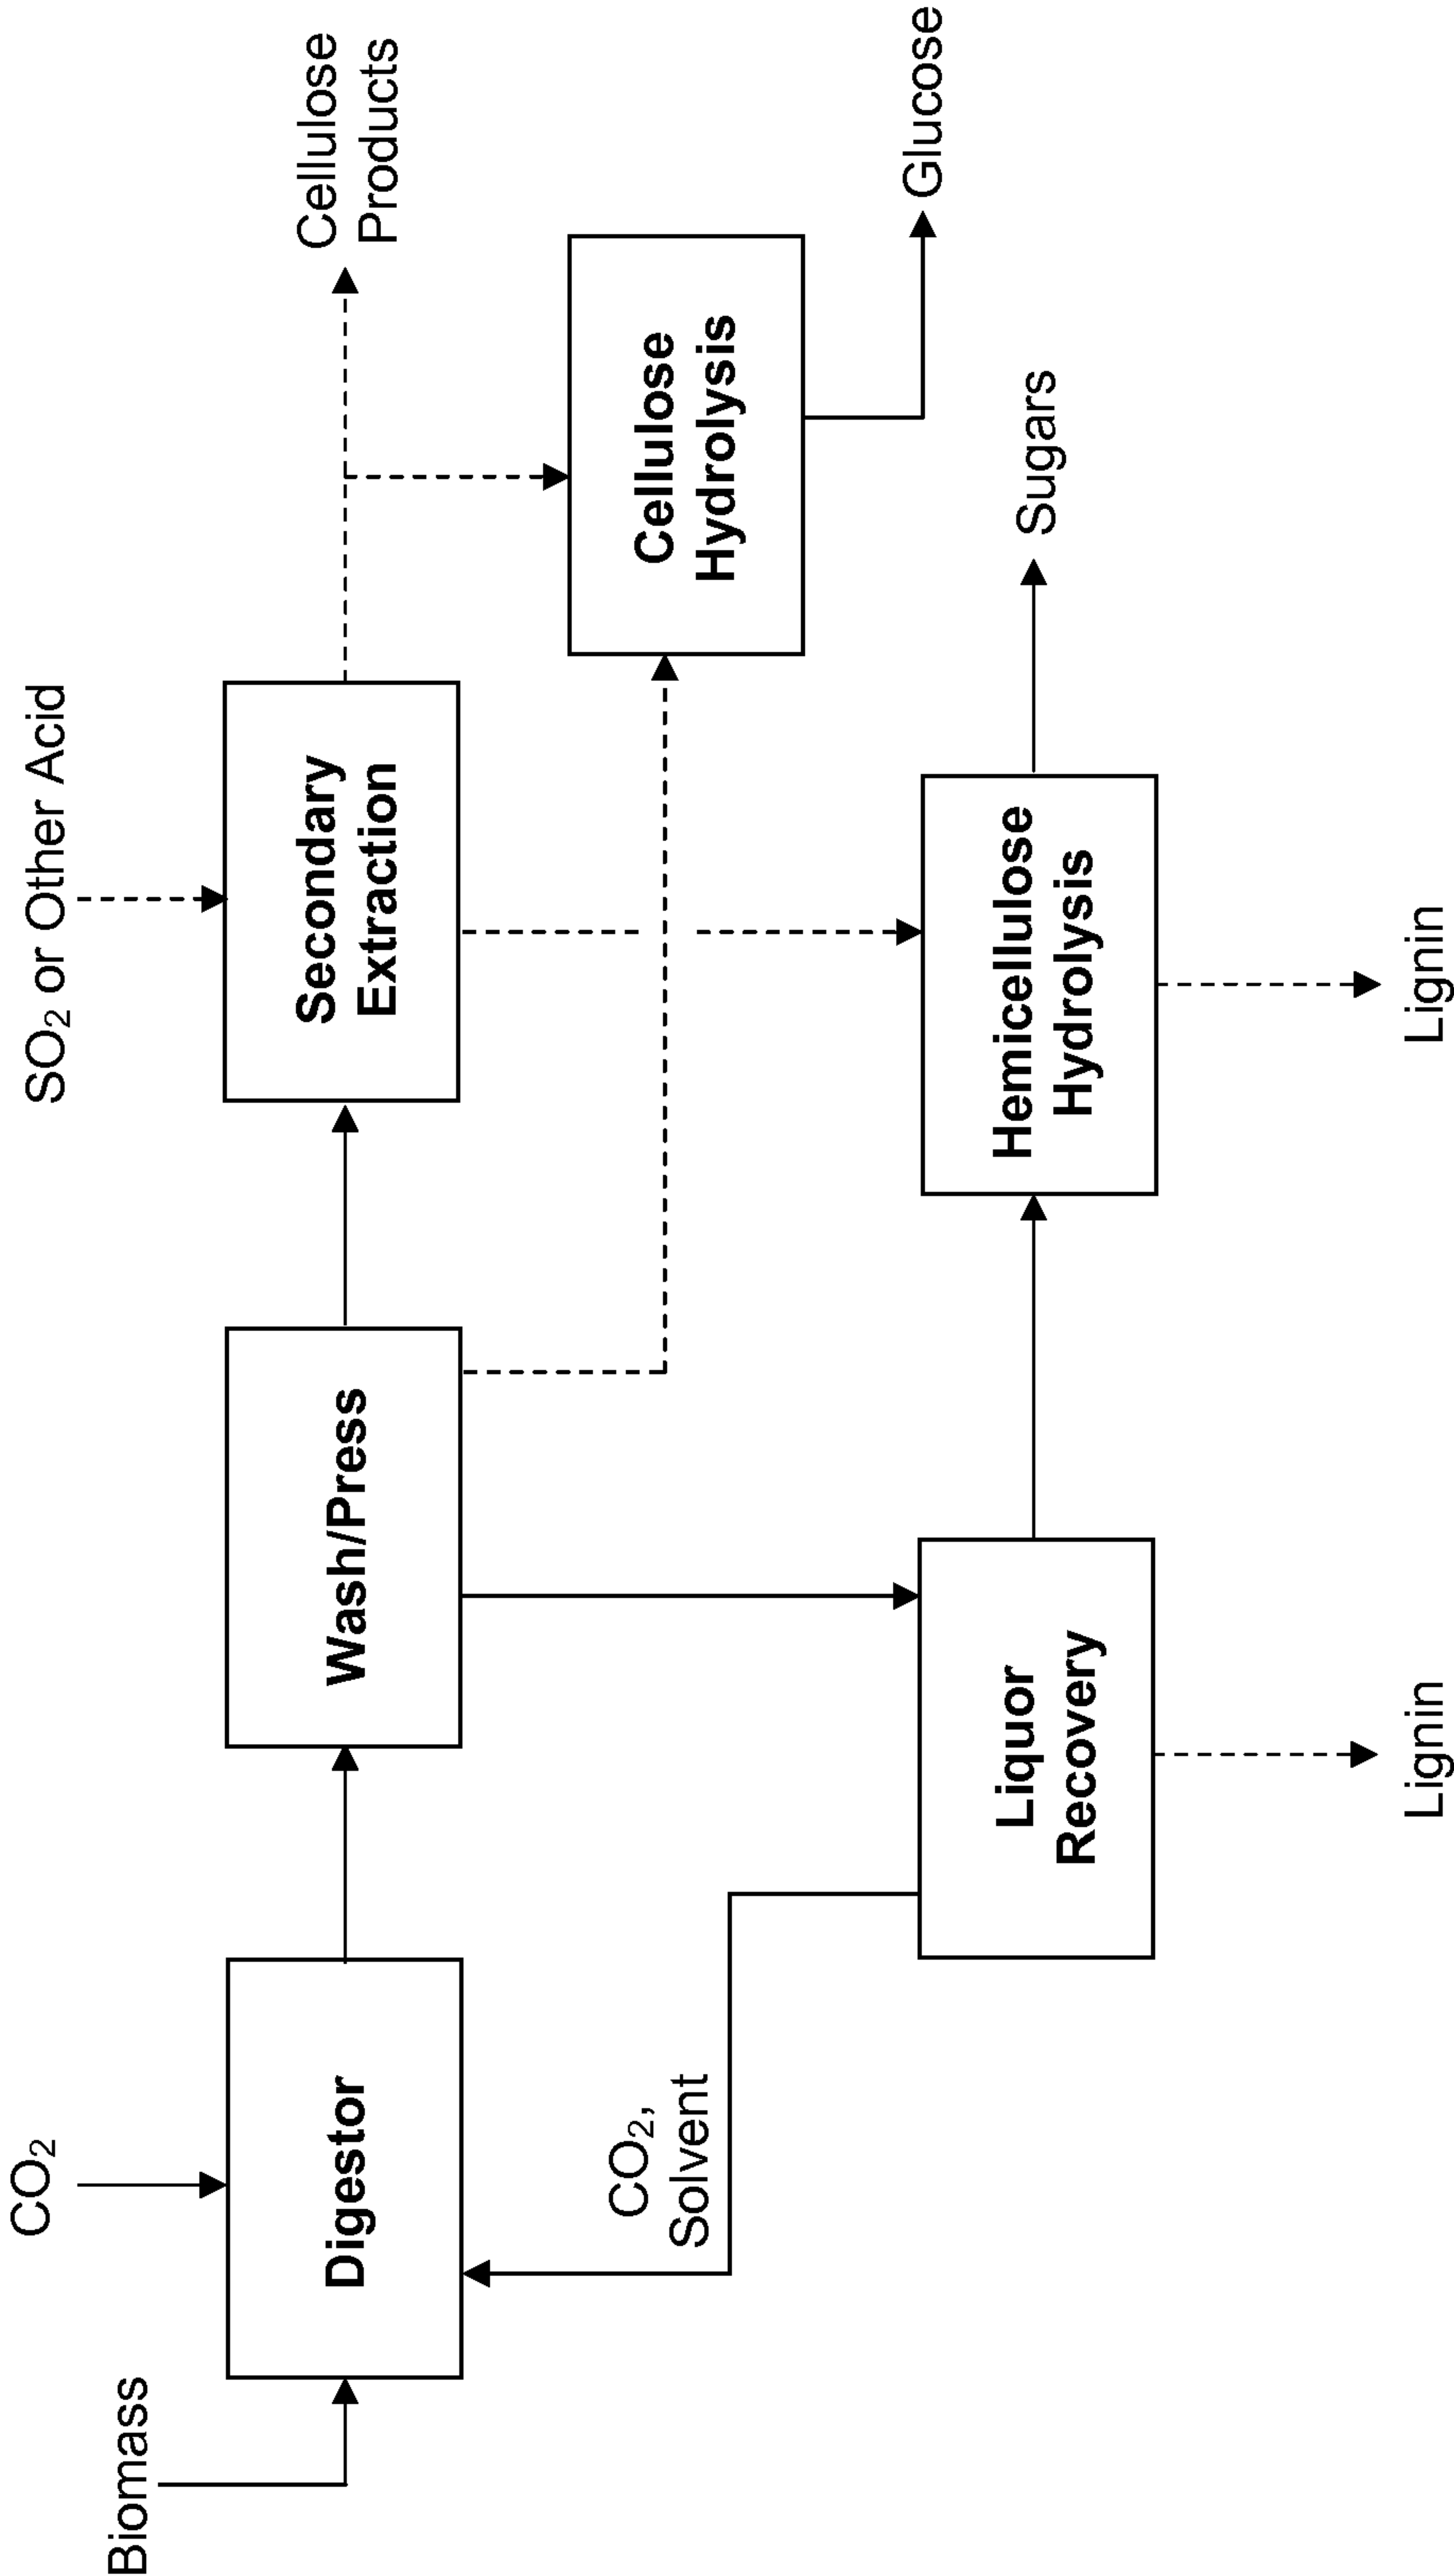 Biomass
CO₂
SO₂ or Other Acid
Digestor
Wash/Press
Secondary
Extraction
Cellulose
Products
CO₂,
Solvent
Cellulose
Hydrolysis
Glucose
Liquor
Recovery
Hemicellulose
Hydrolysis
Sugars
Lignin
Lignin